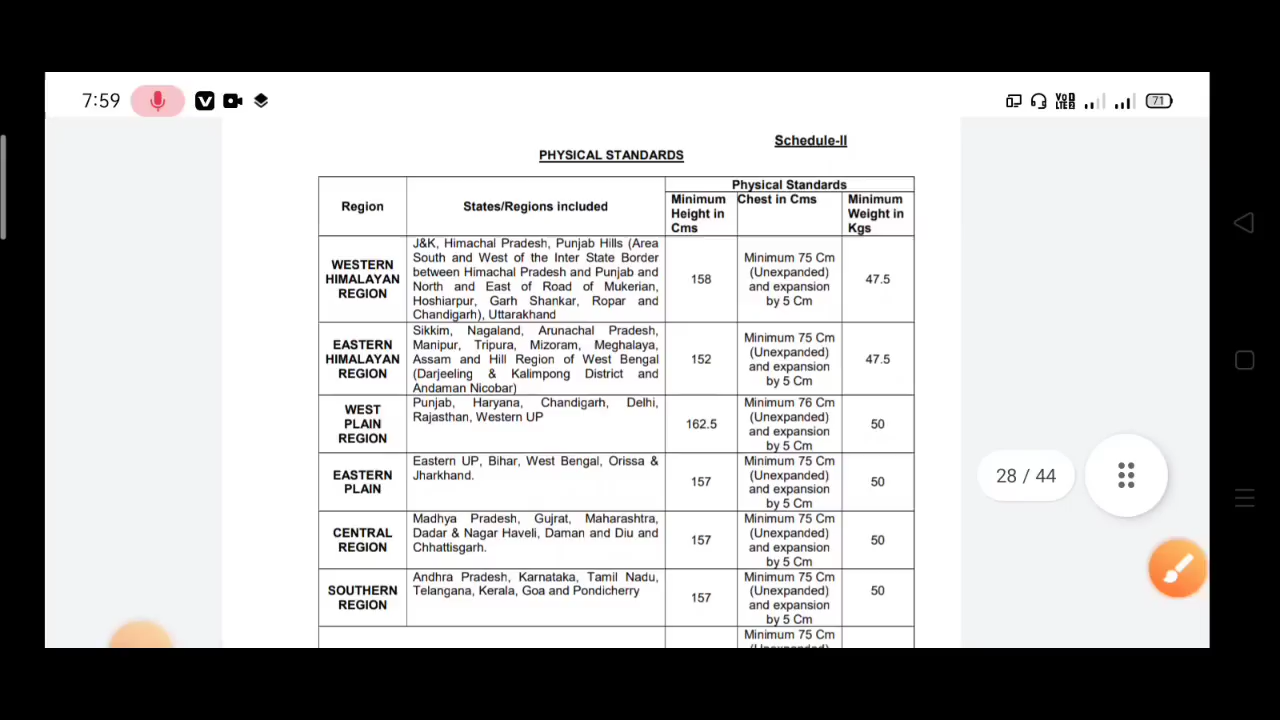 7:59
VoD
LTE2
71
Schedule-II
PHYSICAL STANDARDS
Region
States/Regions included
Physical Standards
Minimum
Height in
Cms
Chest in Cms
Minimum
Weight in
Kgs
WESTERN
HIMALAYAN
REGION
J&K, Himachal Pradesh, Punjab Hills (Area
South and West of the Inter State Border
between Himachal Pradesh and Punjab and
North and East of Road of Mukerian,
Hoshiarpur, Garh Shankar, Ropar and
Chandigarh), Uttarakhand
158
Minimum 75 Cm
(Unexpanded)
and expansion
by 5 Cm
47.5
EASTERN
HIMALAYAN
REGION
Sikkim, Nagaland, Arunachal Pradesh,
Manipur, Tripura, Mizoram, Meghalaya,
Assam and Hill Region of West Bengal
(Darjeeling & Kalimpong District and
Andaman Nicobar)
152
Minimum 75 Cm
(Unexpanded)
and expansion
by 5 Cm
47.5
WEST
PLAIN
REGION
Punjab, Haryana, Chandigarh, Delhi,
Rajasthan, Western UP
162.5
Minimum 76 Cm
(Unexpanded)
and expansion
by 5 Cm
50
EASTERN
PLAIN
Eastern UP, Bihar, West Bengal, Orissa &
Jharkhand.
157
Minimum 75 Cm
(Unexpanded)
and expansion
by 5 Cm
50
CENTRAL
REGION
Madhya Pradesh, Gujrat, Maharashtra,
Dadar & Nagar Haveli, Daman and Diu and
Chhattisgarh.
157
Minimum 75 Cm
(Unexpanded)
and expansion
by 5 Cm
50
SOUTHERN
REGION
Andhra Pradesh, Karnataka, Tamil Nadu,
Telangana, Kerala, Goa and Pondicherry
157
Minimum 75 Cm
(Unexpanded)
and expansion
by 5 Cm
50
Minimum 75 Cm
28 / 44